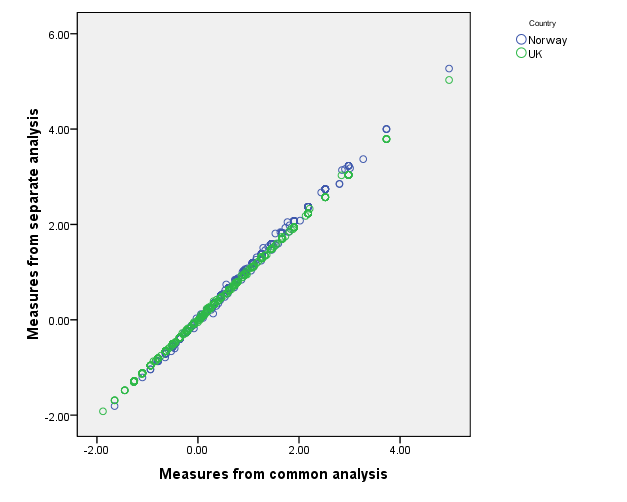 Country
Norway
UK
6.00
4.00
2.00
0.00
-2.00
-2.00 0.00 2.00 4.00
Measures from separate analysis
Measures from common analysis